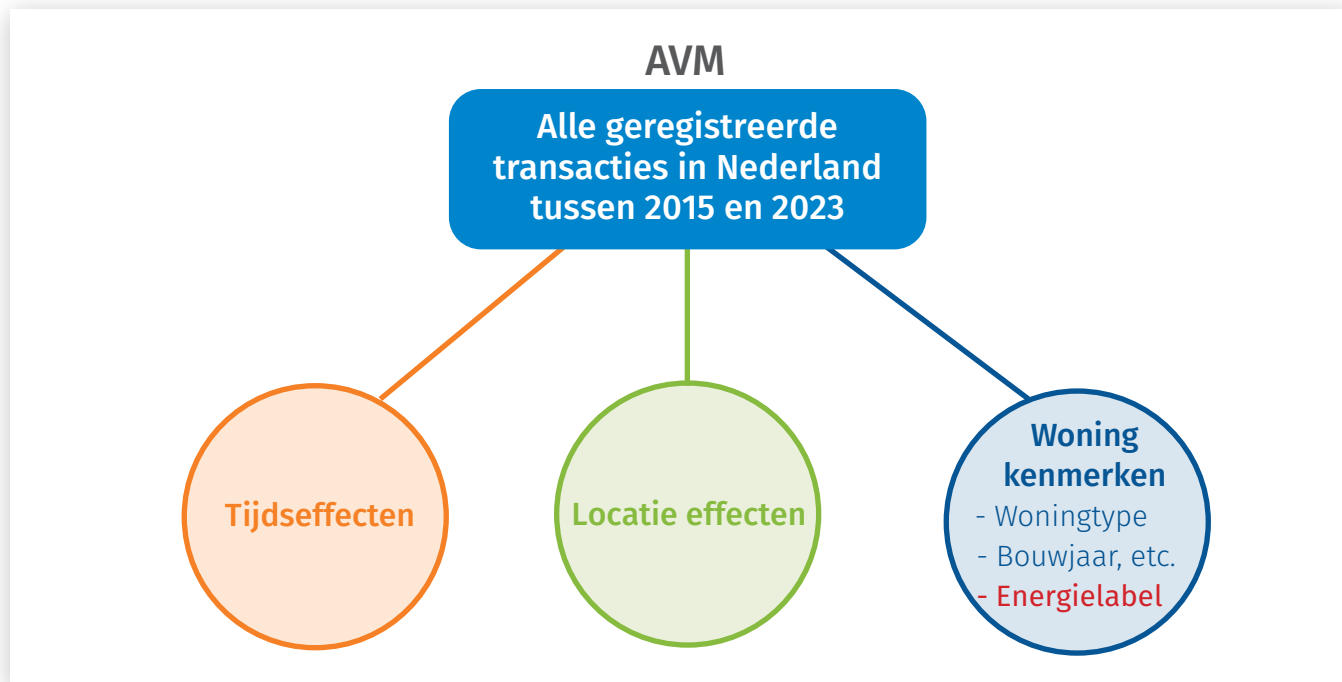 AVM
Alle geregistreerde
transacties in Nederland
tussen 2015 en 2023
Tijdseffecten
Locatie effecten
Woning
kenmerken
- Woningtype
- Bouwjaar, etc.
- Energielabel